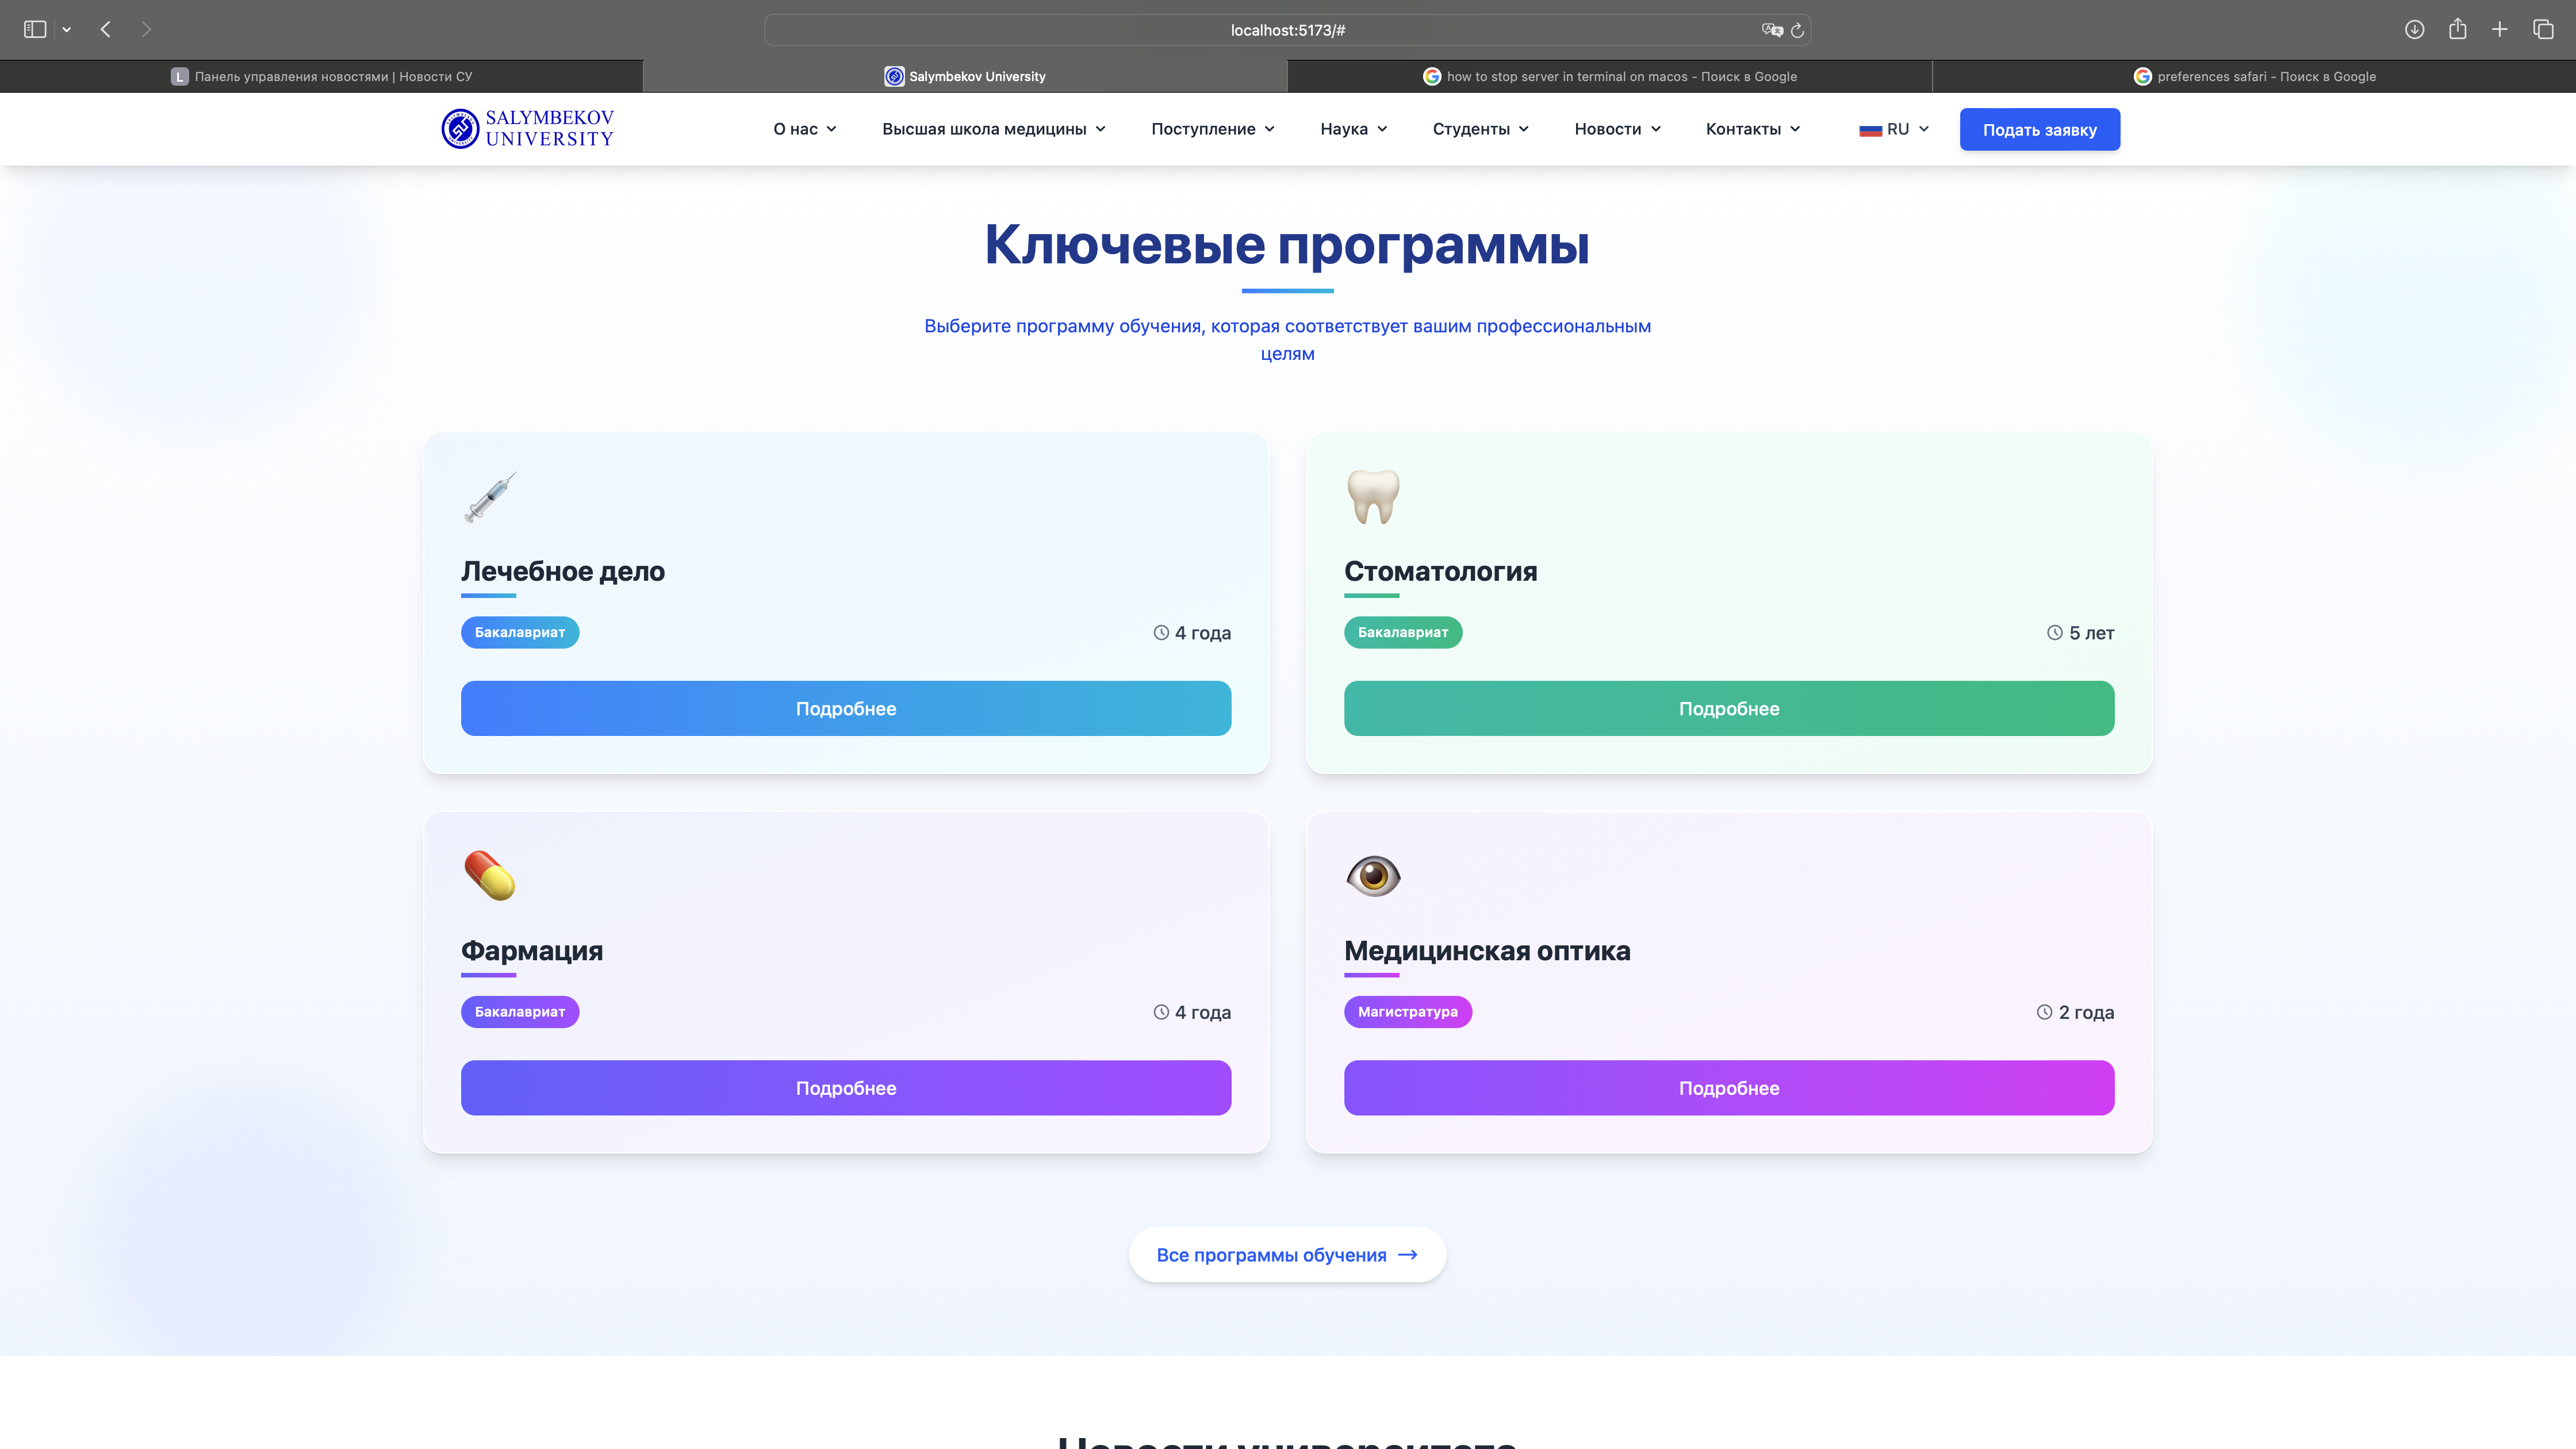 localhost:5173/#
L Панель управления новостями | Новости СУ
Salymbekov University
how to stop server in terminal on macos - Поиск в Google
preferences safari - Поиск в Google
SALYMBEKOV
UNIVERSITY
О нас
Высшая школа медицины
Поступление
Наука
Студенты
Новости
Контакты
RU
Подать заявку
Ключевые программы
Выберите программу обучения, которая соответствует вашим профессиональным
целям
Лечебное дело
Бакалавриат
4 года
Подробнее
Стоматология
Бакалавриат
5 лет
Подробнее
Фармация
Бакалавриат
4 года
Подробнее
Медицинская оптика
Магистратура
2 года
Подробнее
Все программы обучения →
Новости университета